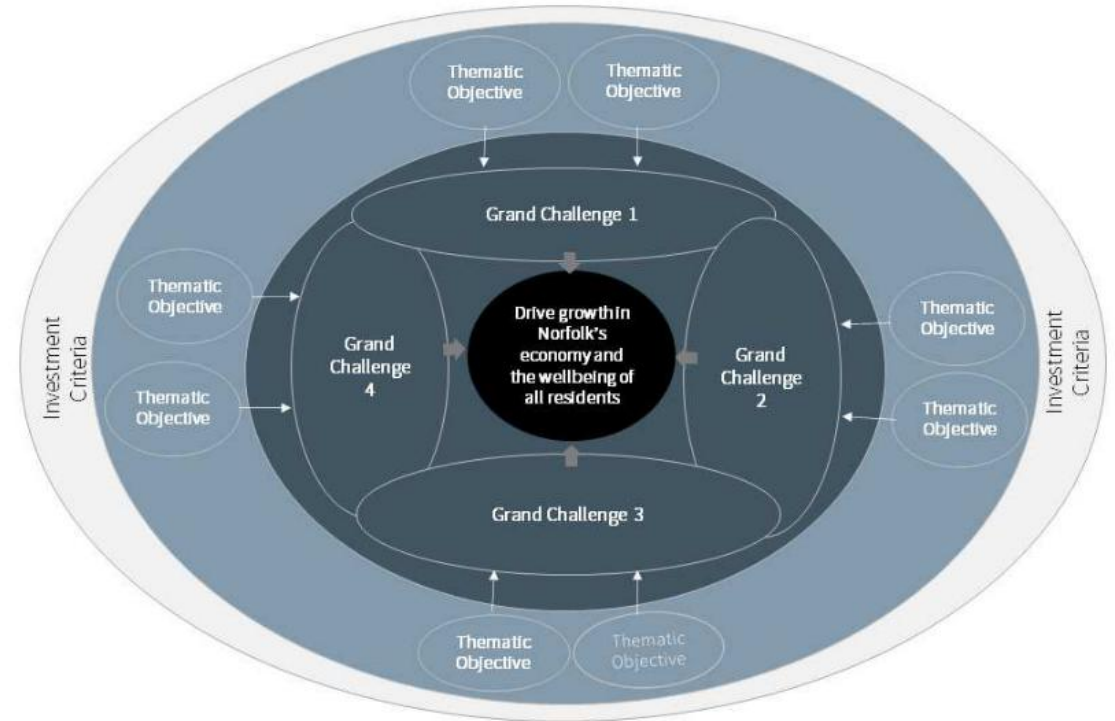 Thematic
Objective
Thematic
Objective
Grand Challenge 1
Thematic
Objective
Thematic
Objective
Investment
Criteria
Grand
Challenge
4
Drive growth in
Norfolk's
economy and
the wellbeing of
all residents
Grand
Challenge
2
Thematic
Objective
Thematic
Objective
Investment
Criteria
Grand Challenge 3
Thematic
Objective
Thematic
Objective